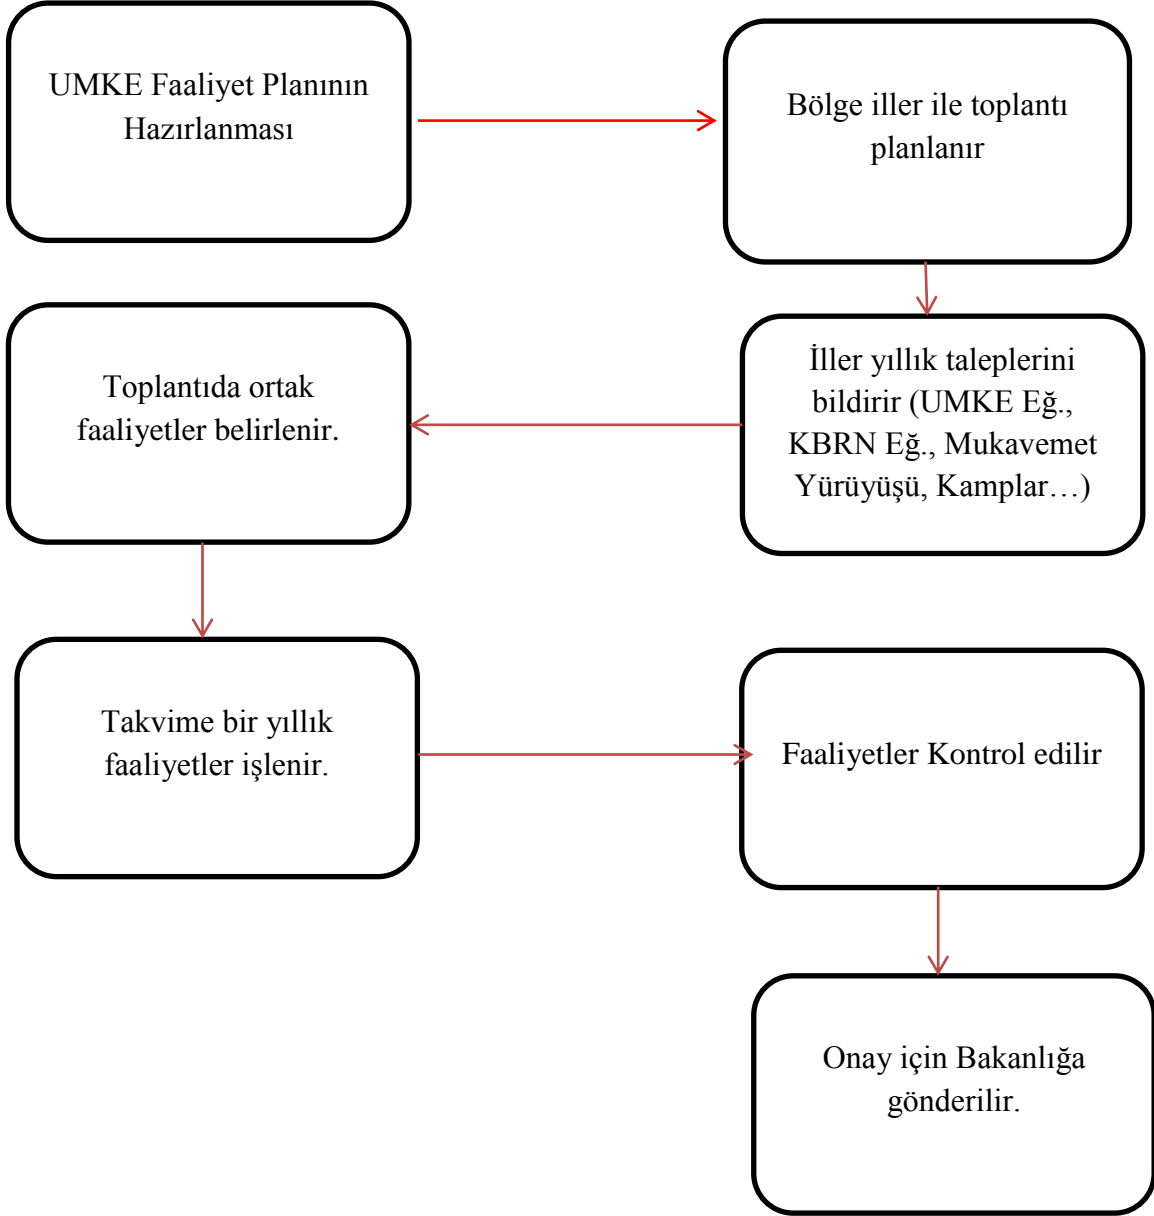 UMKE Faaliyet Planının
Hazırlanması
Bölge iller ile toplantı
planlanır
İller yıllık taleplerini
bildirir (UMKE Eğ.,
KBRN Eğ., Mukavemet
Yürüyüşü, Kamplar…)
Toplantıda ortak
faaliyetler belirlenir.
Takvime bir yıllık
faaliyetler işlenir.
Faaliyetler Kontrol edilir
Onay için Bakanlığa
gönderilir.